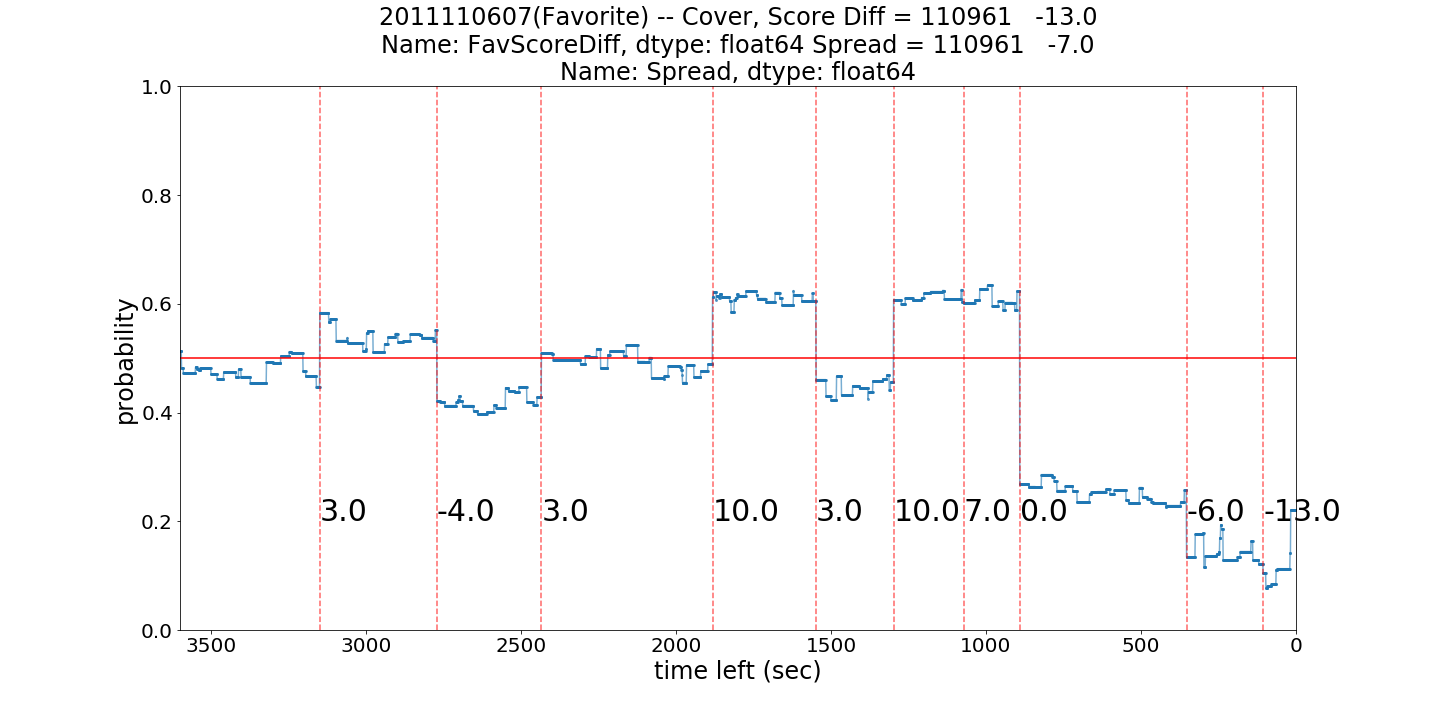 2011110607(Favorite) -- Cover, Score Diff = 110961   -13.0
Name: FavScoreDiff, dtype: float64 Spread = 110961   -7.0
Name: Spread, dtype: float64
1.0
0.8
0.6
0.4
0.2
0.0
probability
3.0
-4.0
3.0
10.0
3.0
10.0
7.0
0.0
-6.0
-13.0
3500 3000 2500 2000 1500 1000 500 0
time left (sec)